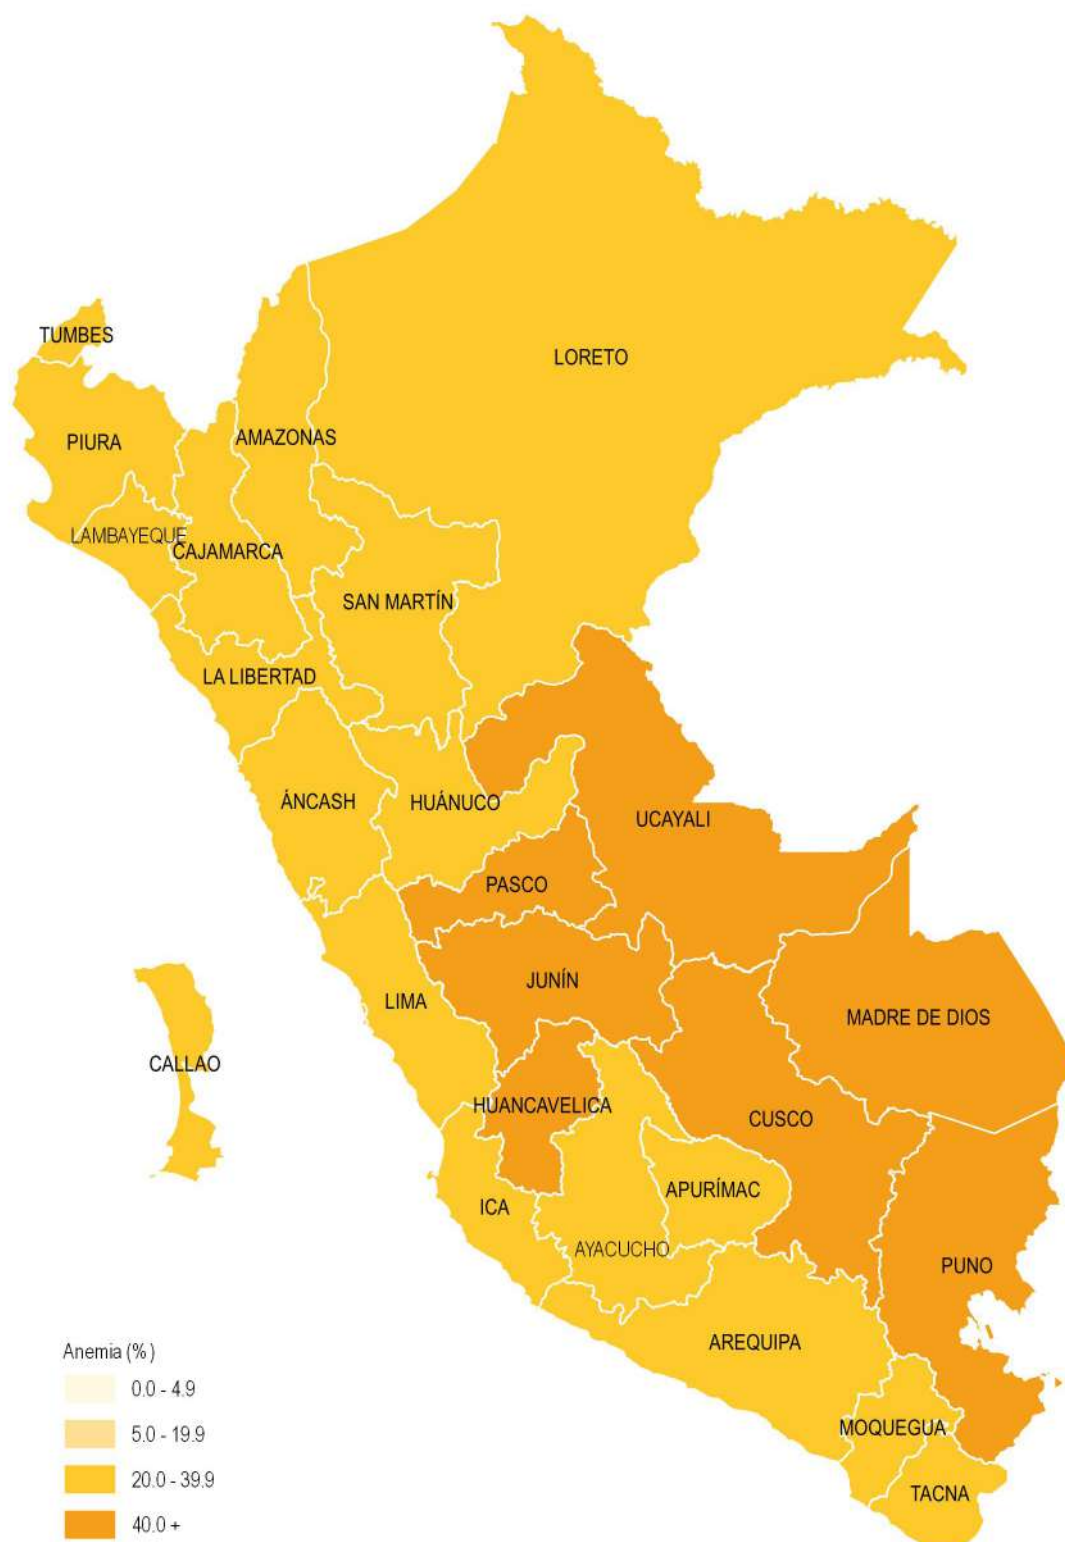 TUMBES
LORETO
PIURA
AMAZONAS
LAMBAYEQUE
CAJAMARCA
SAN MARTÍN
LA LIBERTAD
ÁNCASH
HUÁNUCO
UCAYALI
PASCO
JUNÍN
LIMA
MADRE DE DIOS
CALLAO
HUANCAVELICA
CUSCO
APURÍMAC
ICA
AYACUCHO
PUNO
AREQUIPA
MOQUEGUA
TACNA
Anemia (%)
0.0 - 4.9
5.0 - 19.9
20.0 - 39.9
40.0 +